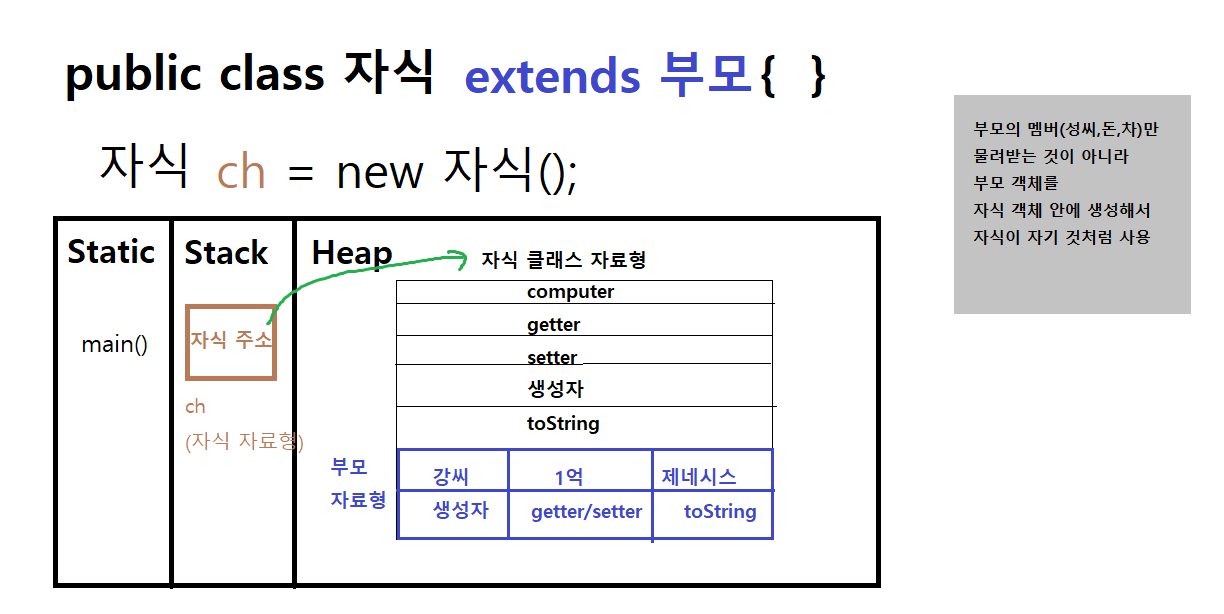 public class 자식 extends 부모{ }
자식 ch = new 자식();
부모의 멤버(성씨,돈,차)만
물려받는 것이 아니라
부모 객체를
자식 객체 안에 생성해서
자식이 자기 것처럼 사용
Static
Stack
Heap
자식 클래스 자료형
main()
자식 주소
ch
(자식 자료형)
computer
getter
setter
생성자
toString
부모
자료형
강씨 1억 제네시스
생성자 getter/setter toString